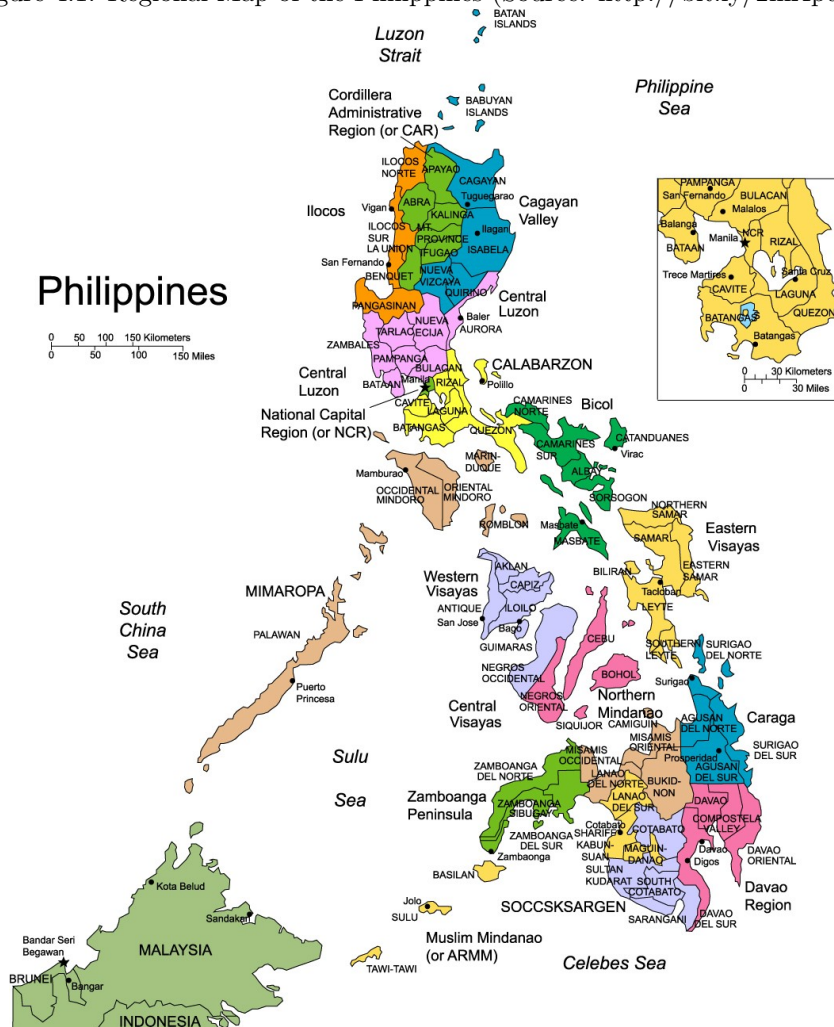 BATAN
ISLANDS
Luzon
Strait
Philippine
Sea
BABUYAN
ISLANDS
Cordillera
Administrative
Region (or CAR)
ILOCOS
NORTE
APAYAO
CAGAYAN
Tuguegarao
Cagayan
Valley
Ilocos
Vigan
ABRA
KALINGA
ILOCOS
SUR
MT.
PROVINCE
Ilagan
ISABELA
LA UNION
IFUGAO
San Fernando
BENQUET
NUEVA
VIZCAYA
QUIRINO
PANGASINAN
Central
Luzon
Baler
AURORA
NUEVA
ECIJA
TARLAC
ZAMBALES
PAMPANGA
BULACAN
Central
Luzon
BATAAN
Manila
RIZAL
CALABARZON
Polillo
National Capital
Region (or NCR)
CAVITE
LAGUNA
BATANGAS
QUEZON
Philippines
0 50 100 150 Kilometers
0 50 100 150 Miles
PAMPANGA
San Fernando
BULACAN
Malalos
Balanga
BATAAN
Manila
NCR
RIZAL
Trece Martires
Santa Cruz
CAVITE
LAGUNA
BATANGAS
QUEZON
Batangas
0 30 Kilometers
0 30 Miles
CAMARINES
NORTE
Bicol
CAMARINES
SUR
CATANDUANES
Virac
ALBAY
SORSOGON
Masbate
MASBATE
MARIN-
DUQUE
Mamburao
OCCIDENTAL
MINDORO
ORIENTAL
MINDORO
ROMBLON
MIMAROPA
PALAWAN
Puerto
Princesa
South
China
Sea
NORTHERN
SAMAR
SAMAR
Eastern
Visayas
EASTERN
SAMAR
BILIRAN
Tacloban
LEYTE
SOUTHERN
LEYTE
Western
Visayas
AKLAN
CAPIZ
ANTIQUE
San Jose
ILOILO
Bago
GUIMARAS
NEGROS
OCCIDENTAL
CEBU
BOHOL
NEGROS
ORIENTAL
Central
Visayas
SIQUIJOR
SURIGAO
DEL NORTE
Surigao
Northern
Mindanao
CAMIGUIN
AGUSAN
DEL NORTE
Caraga
MISAMIS
ORIENTAL
Prosperidad
SURIGAO
DEL SUR
AGUSAN
DEL SUR
MISAMIS
OCCIDENTAL
LANAO
DEL NORTE
BUKID-
NON
LANAO
DEL SUR
Sulu
Sea
ZAMBOANGA
DEL NORTE
Zamboanga
Peninsula
ZAMBOANGA
SIBUGAY
ZAMBOANGA
DEL SUR
Zambaonga
DAVAO
COMPOSTELA
VALLEY
Cotabato
COTABATO
SHARIFF
KABUN-
SUAN
MAGUIN-
DANAO
Davao
Digos
DAVAO
ORIENTAL
SULTAN
KUDARAT
SOUTH
COTABATO
Davao
Region
DAVAO
DEL SUR
SARANGANI
SOCCSKSARGEN
BASILAN
Jolo
SULU
Muslim Mindanao
(or ARMM)
TAWI-TAWI
Celebes Sea
Kota Belud
Sandakan
Bandar Seri
Begawan
MALAYSIA
BRUNEI
Bangar
INDONESIA